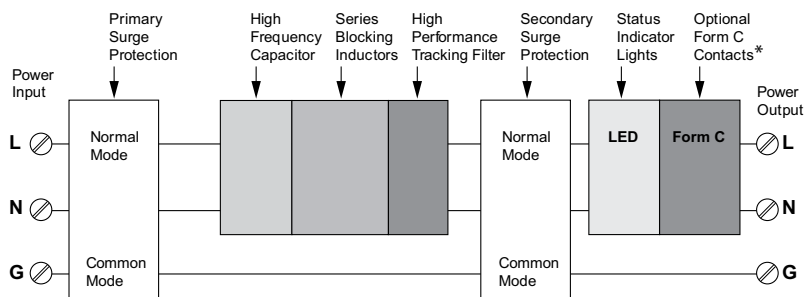 Primary
Surge
Protection
High
Frequency
Capacitor
Series
Blocking
Inductors
High
Performance
Tracking Filter
Secondary
Surge
Protection
Status
Indicator
Lights
Optional
Form C
Contacts*
Power
Input
Power
Output
L
Normal
Mode
Normal
Mode
LED
Form C
L
N
N
G
Common
Mode
Common
Mode
G